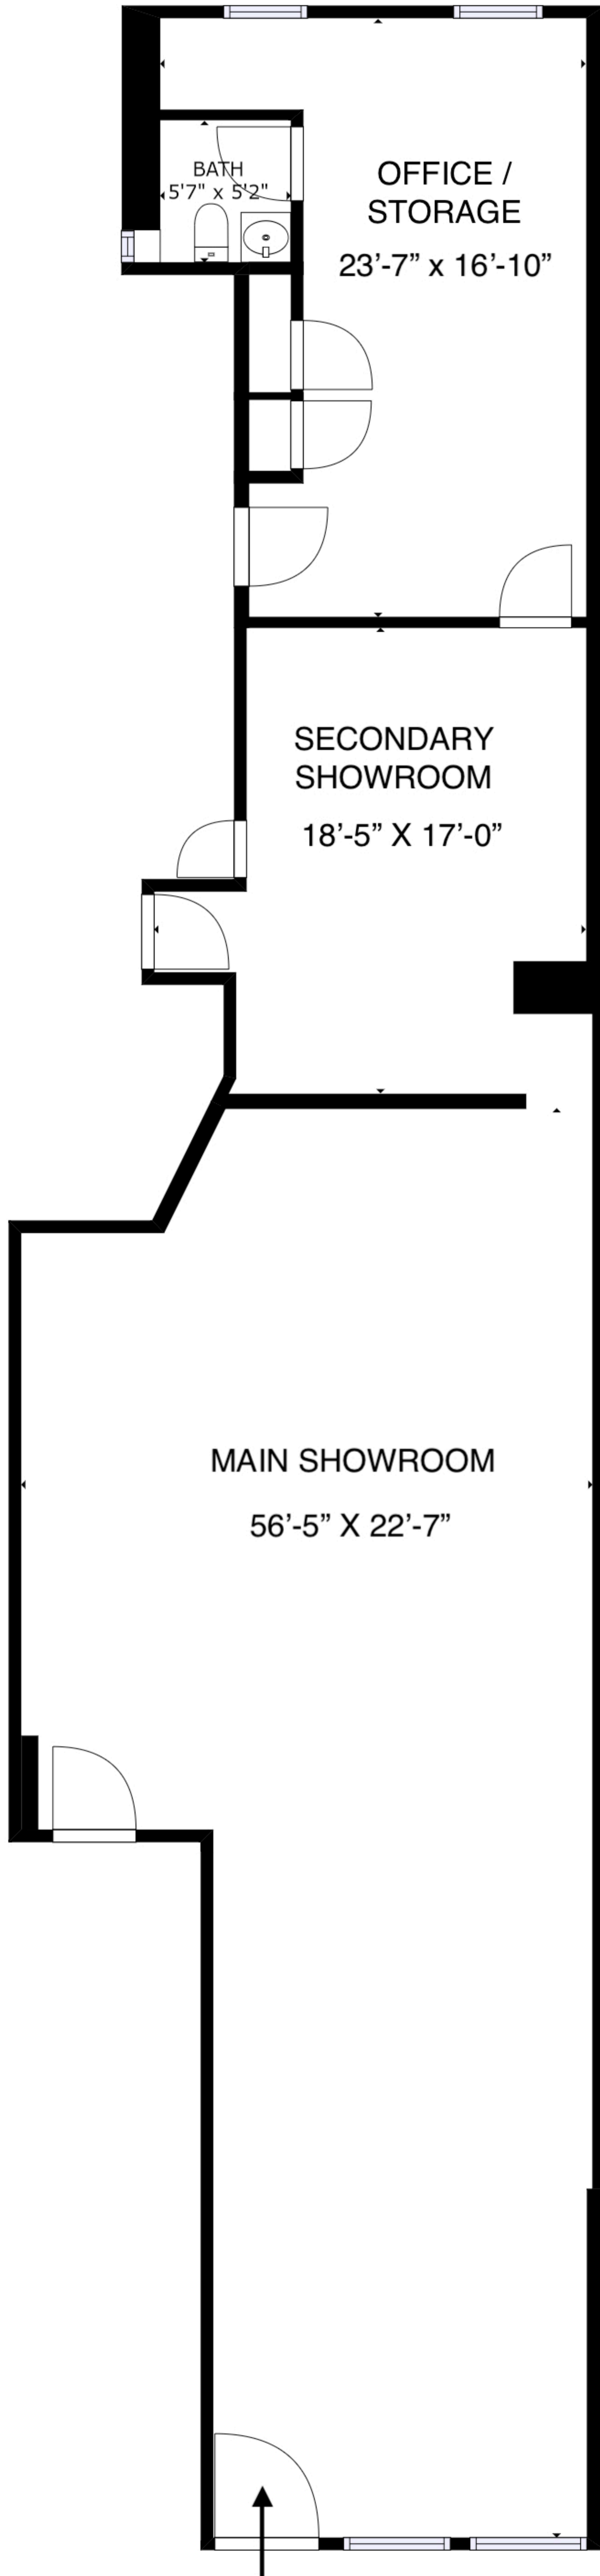 BATH
5'7" x 5'2"
OFFICE /
STORAGE
23’-7” x 16’-10”
SECONDARY
SHOWROOM
18’-5” X 17’-0”
MAIN SHOWROOM
56’-5” X 22’-7”